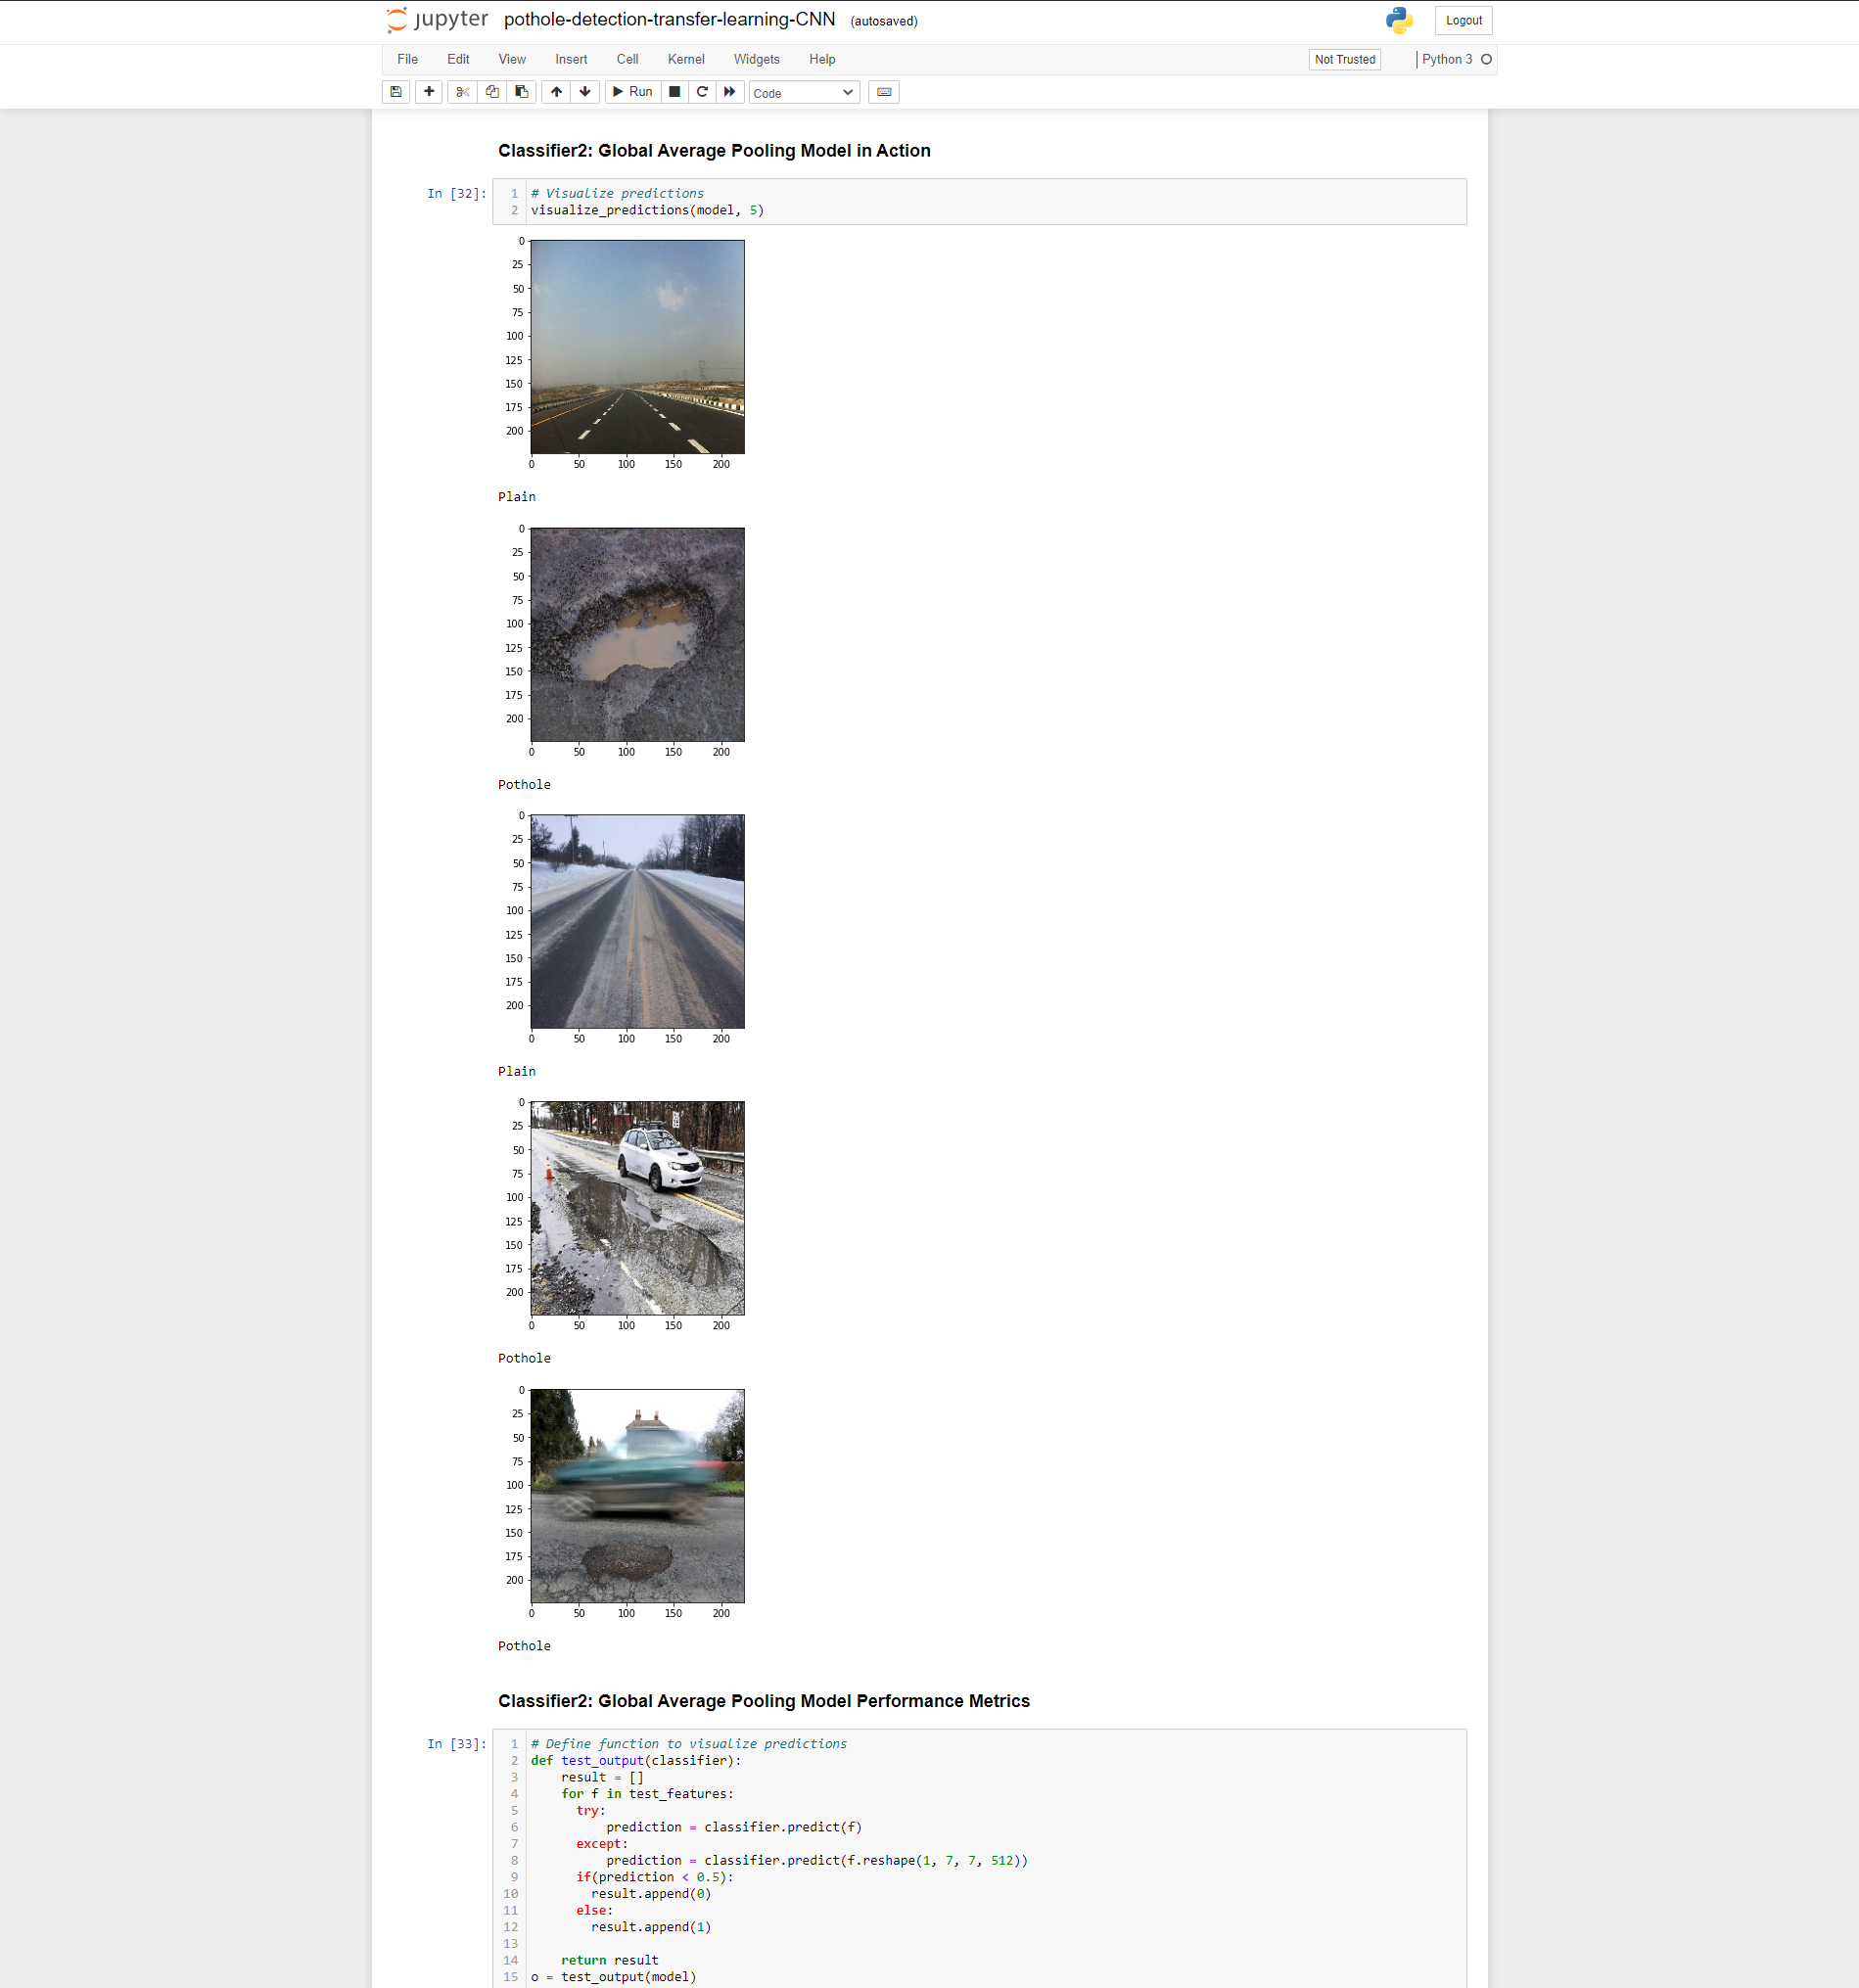 jupyter pothole-detection-transfer-learning-CNN (autosaved) Logout
File Edit View Insert Cell Kernel Widgets Help Not Trusted Python 3
Run Code
Classifier2: Global Average Pooling Model in Action
In [32]:
1 # Visualize predictions
2 visualize_predictions(model, 5)
0
25
50
75
100
125
150
175
200
0 50 100 150 200
Plain
0
25
50
75
100
125
150
175
200
0 50 100 150 200
Pothole
0
25
50
75
100
125
150
175
200
0 50 100 150 200
Plain
0
25
50
75
100
125
150
175
200
0 50 100 150 200
Pothole
0
25
50
75
100
125
150
175
200
0 50 100 150 200
Pothole
Classifier2: Global Average Pooling Model Performance Metrics
In [33]:
1 # Define function to visualize predictions
2 def test_output(classifier):
3     result = []
4     for f in test_features:
5       try:
6           prediction = classifier.predict(f)
7       except:
8           prediction = classifier.predict(f.reshape(1, 7, 7, 512))
9       if(prediction < 0.5):
10         result.append(0)
11       else:
12         result.append(1)
13
14     return result
15 o = test_output(model)